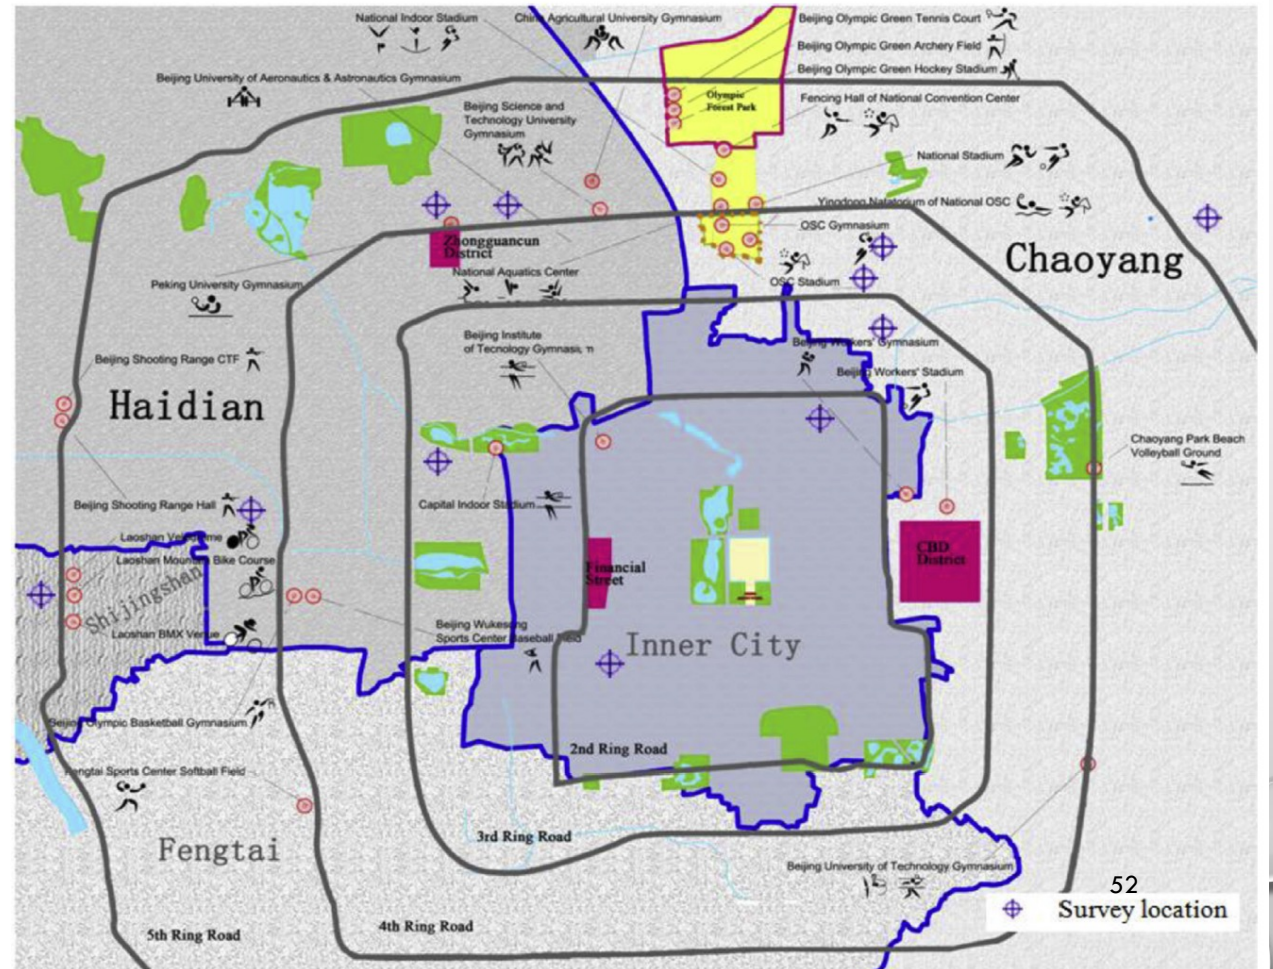 National Indoor Stadium
China Agricultural University Gymnasium
Beijing Olympic Green Tennis Court
Beijing Olympic Green Archery Field
Beijing Olympic Green Hockey Stadium
Beijing University of Aeronautics & Astronautics Gymnasium
Olympic
Forest Park
Fencing Hall of National Convention Center
Beijing Science and
Technology University
Gymnasium
National Stadium
Yingdong Natatorium of National OSC
OSC Gymnasium
Zhongguancun
District
Chaoyang
National Aquatics Center
OSC Stadium
Peking University Gymnasium
Beijing Institute
of Tecnology Gymnasium
Beijing Workers' Gymnasium
Beijing Shooting Range CTF
Beijing Workers' Stadium
Haidian
Chaoyang Park Beach
Volleyball Ground
Beijing Shooting Range Hall
Capital Indoor Stadium
Laoshan Velodrome
Laoshan Mountain Bike Course
CBD
District
Financial
Street
Shijingshan
Laoshan BMX Venue
Beijing Wukesong
Sports Center Baseball Field
Inner City
Beijing Olympic Basketball Gymnasium
2nd Ring Road
Fengtai Sports Center Softball Field
3rd Ring Road
Fengtai
Beijing University of Technology Gymnasium
52
Survey location
4th Ring Road
5th Ring Road